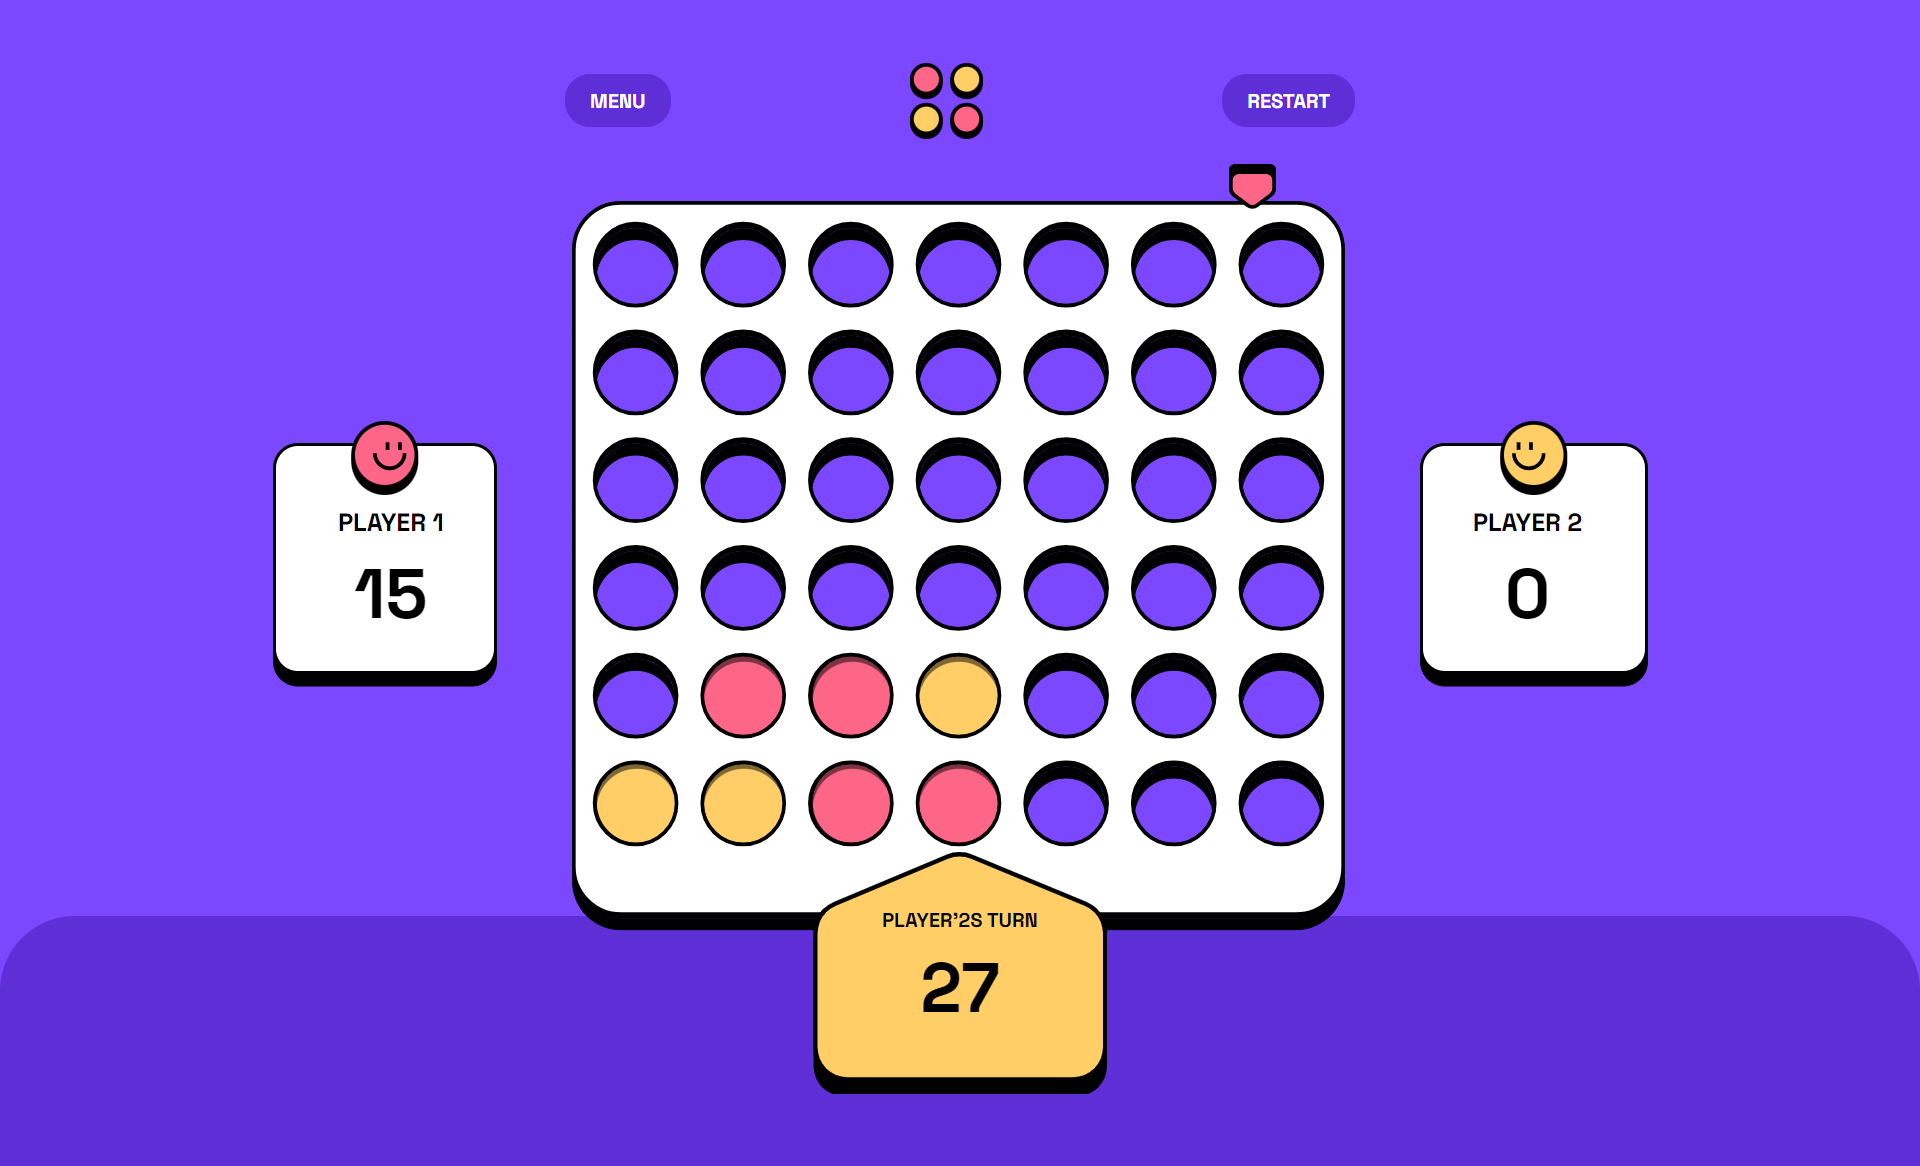 MENU
RESTART
PLAYER 1
15
PLAYER 2
0
PLAYER’2S TURN
27